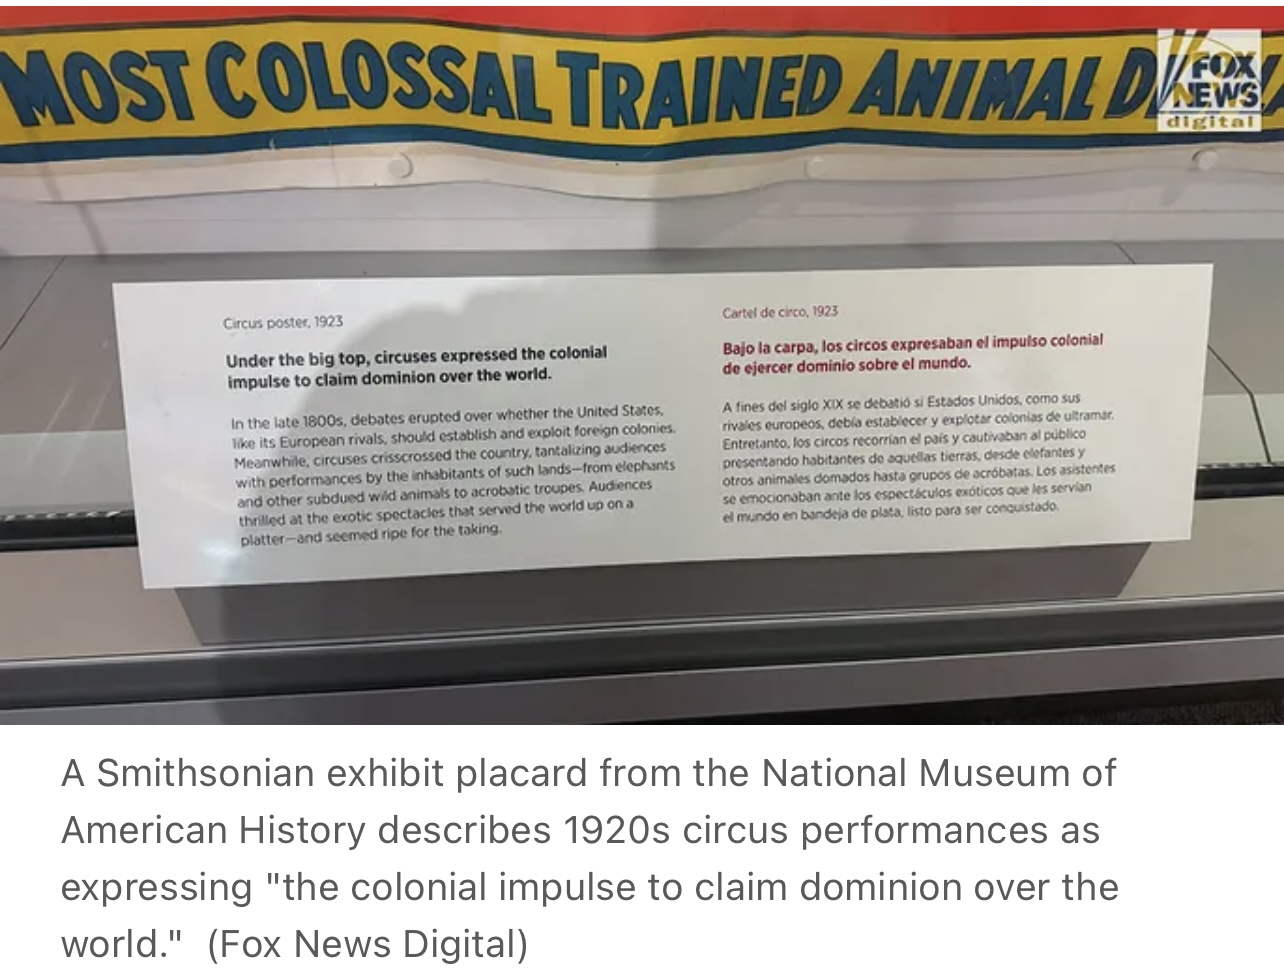 MOST COLOSSAL TRAINED ANIMAL
FOX
NEWS
digital
Circus poster, 1923
Under the big top, circuses expressed the colonial
impulse to claim dominion over the world.
In the late 1800s, debates erupted over whether the United States,
like its European rivals, should establish and exploit foreign colonies.
Meanwhile, circuses crisscrossed the country, tantalizing audiences
with performances by the inhabitants of such lands—from elephants
and other subdued wild animals to acrobatic troupes. Audiences
thrilled at the exotic spectacles that served the world up on a
platter—and seemed ripe for the taking.
Cartel de circo, 1923
Bajo la carpa, los circos expresaban el impulso colonial
de ejercer dominio sobre el mundo.
A fines del siglo XIX se debatió si Estados Unidos, como sus
rivales europeos, debía establecer y explotar colonias de ultramar.
Entretanto, los circos recorrían el país y cautivaban al público
presentando habitantes de aquellas tierras, desde elefantes y
otros animales domados hasta grupos de acróbatas. Los asistentes
se emocionaban ante los espectáculos exóticos que les servían
el mundo en bandeja de plata, listo para ser conquistado.
A Smithsonian exhibit placard from the National Museum of
American History describes 1920s circus performances as
expressing "the colonial impulse to claim dominion over the
world." (Fox News Digital)